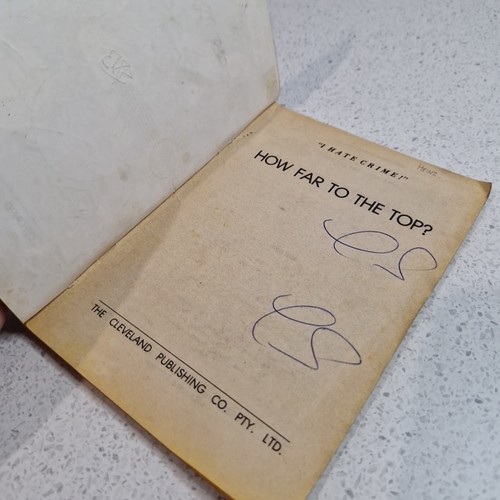 "I HATE CRIME!"
HOW FAR TO THE TOP?
THE CLEVELAND PUBLISHING CO. PTY. LTD.